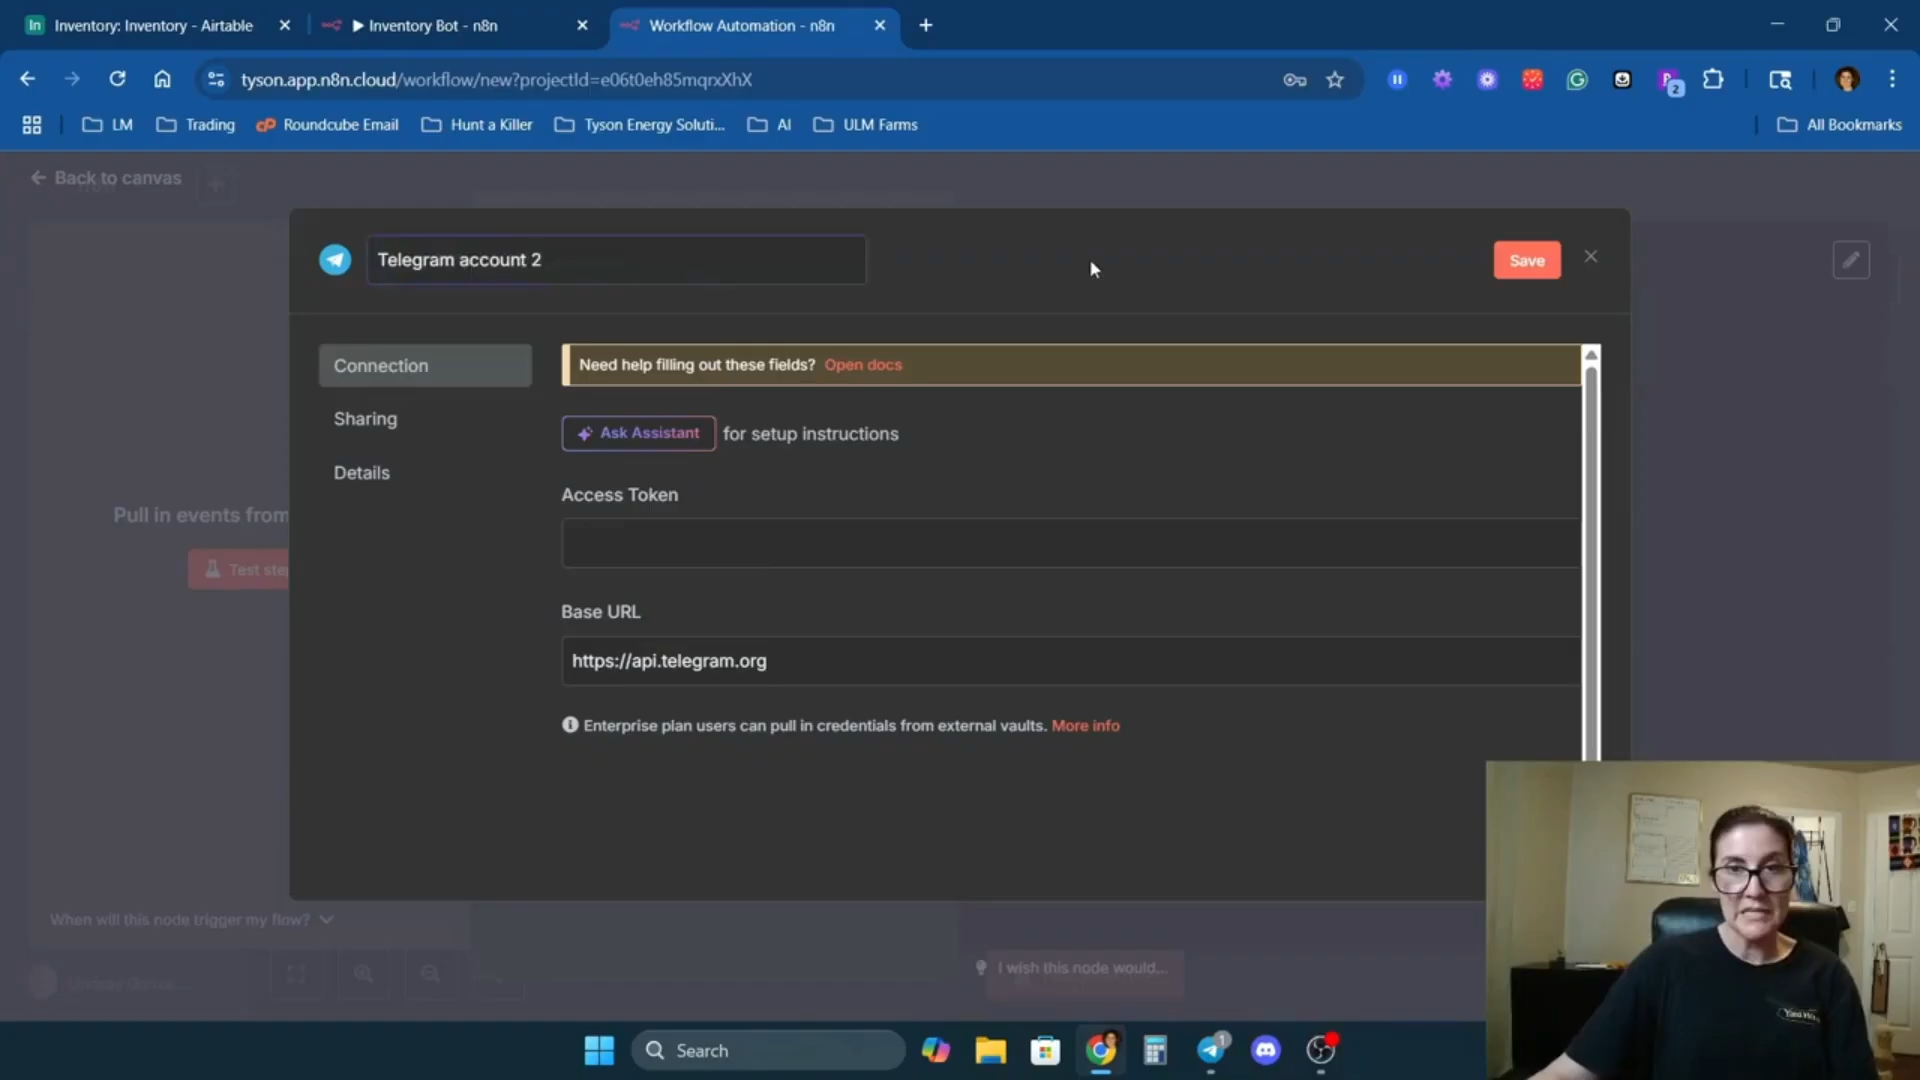 Inventory: Inventory - Airtable
▶ Inventory Bot - n8n
Workflow Automation - n8n
tyson.app.n8n.cloud/workflow/new?projectId=e06t0eh85mqrxXhX
2
LM
Trading
Roundcube Email
Hunt a Killer
Tyson Energy Soluti...
AI
ULM Farms
All Bookmarks
Back to canvas
Telegram account 2
Save
Connection
Need help filling out these fields? Open docs
Sharing
Ask Assistant for setup instructions
Details
Access Token
Pull in events from
Test step
Base URL
https://api.telegram.org
Enterprise plan users can pull in credentials from external vaults. More info
When will this node trigger my flow?
I wish this node would...
Search
1